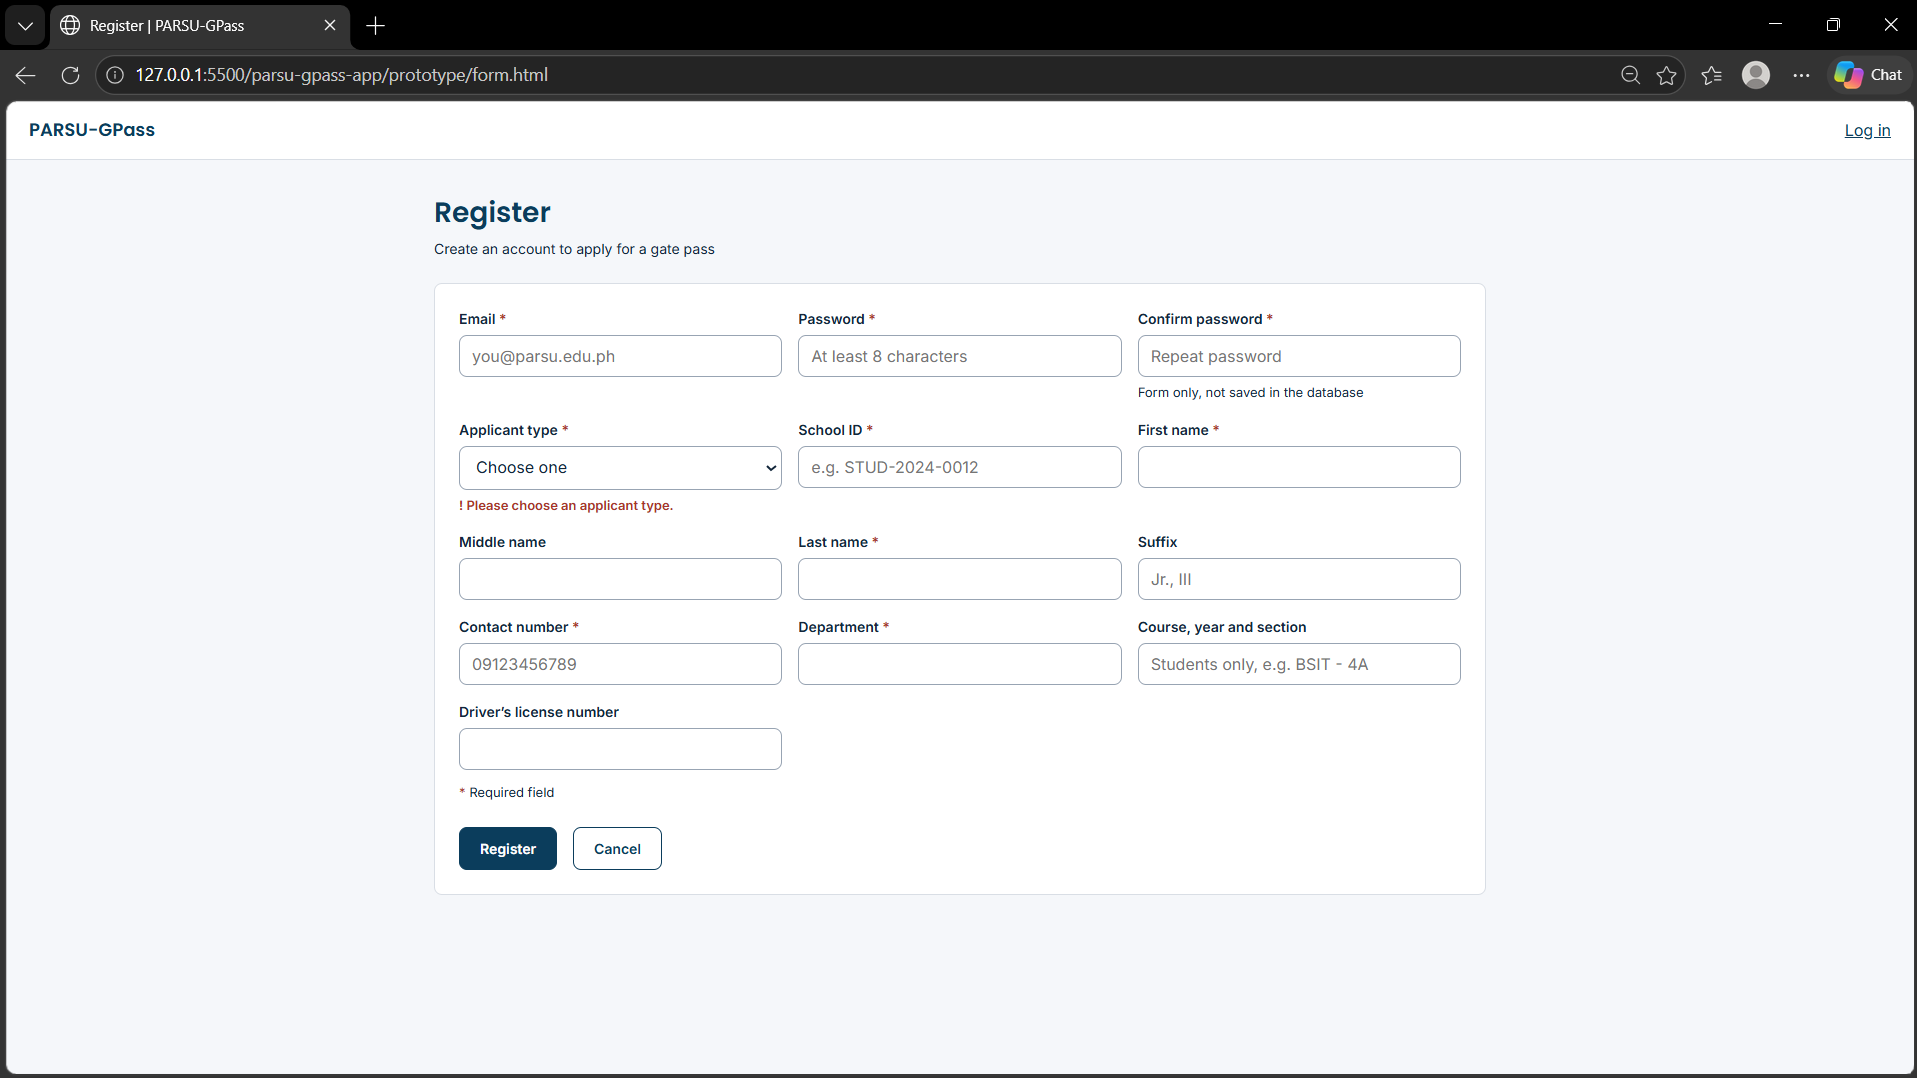 Register | PARSU-GPass
127.0.0.1:5500/parsu-gpass-app/prototype/form.html
Chat
PARSU-GPass
Log in
Register
Create an account to apply for a gate pass
Email * Password * Confirm password *
you@parsu.edu.ph At least 8 characters Repeat password
Form only, not saved in the database
Applicant type * School ID * First name *
Choose one e.g. STUD-2024-0012
! Please choose an applicant type.
Middle name Last name * Suffix
Jr., III
Contact number * Department * Course, year and section
09123456789 Students only, e.g. BSIT - 4A
Driver’s license number
* Required field
Register Cancel